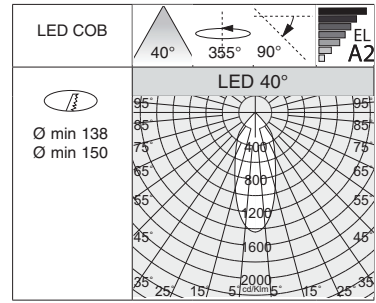 LED COB
40° 355° 90° EL
A2
LED 40°
Ø min 138
Ø min 150
95° 95°
85° 85°
75° 400 75°
65° 800 65°
55° 1200 55°
45° 1600 45°
35° 2000 35°
25° 15° 5° cd/Klm 5° 15° 25°